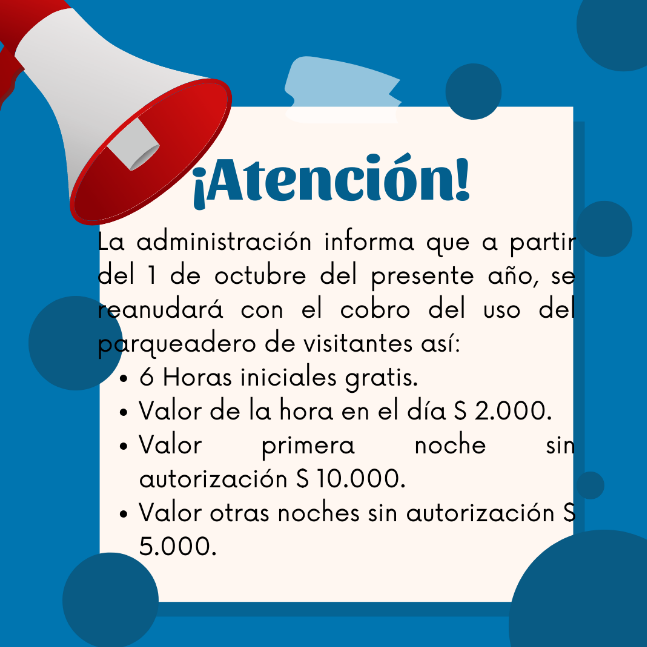 ¡Atención!
La administración informa que a partir
del 1 de octubre del presente año, se
reanudará con el cobro del uso del
parqueadero de visitantes así:
• 6 Horas iniciales gratis.
• Valor de la hora en el día $ 2.000.
• Valor primera noche sin
autorización $ 10.000.
• Valor otras noches sin autorización $
5.000.